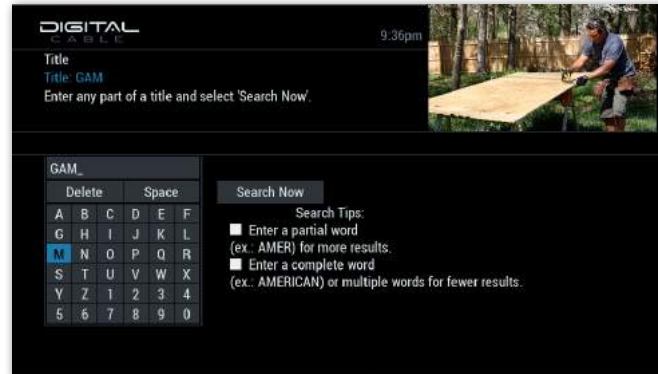 DIGITAL
CABLE
9:36pm
Title
Title: GAM
Enter any part of a title and select 'Search Now'.
GAM_
Delete Space
A B C D E F
G H I J K L
M N O P Q R
S T U V W X
Y Z 1 2 3 4
5 6 7 8 9 0
Search Now
Search Tips:
Enter a partial word
(ex.: AMER) for more results.
Enter a complete word
(ex.: AMERICAN) or multiple words for fewer results.